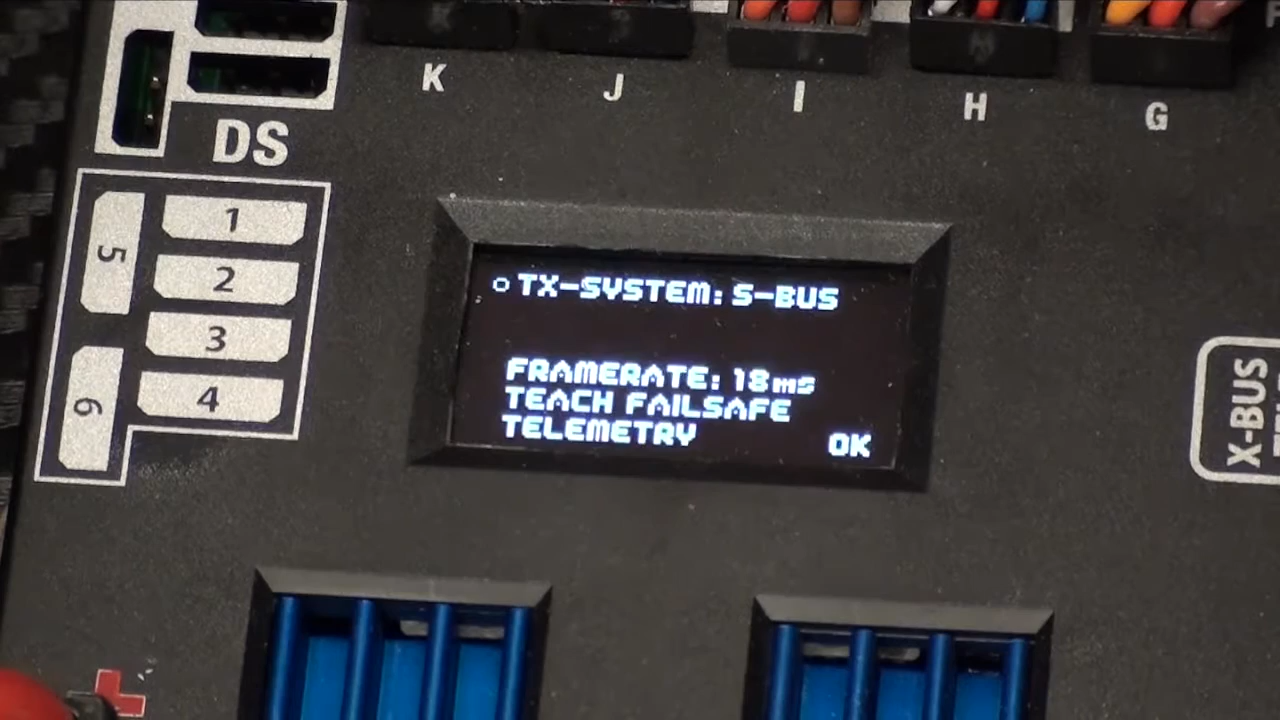 K J I H G
DS
1
2
3
4
5
6
TX-SYSTEM: S-BUS
FRAMERATE: 18ms
TEACH FAILSAFE
TELEMETRY OK
X-BUS